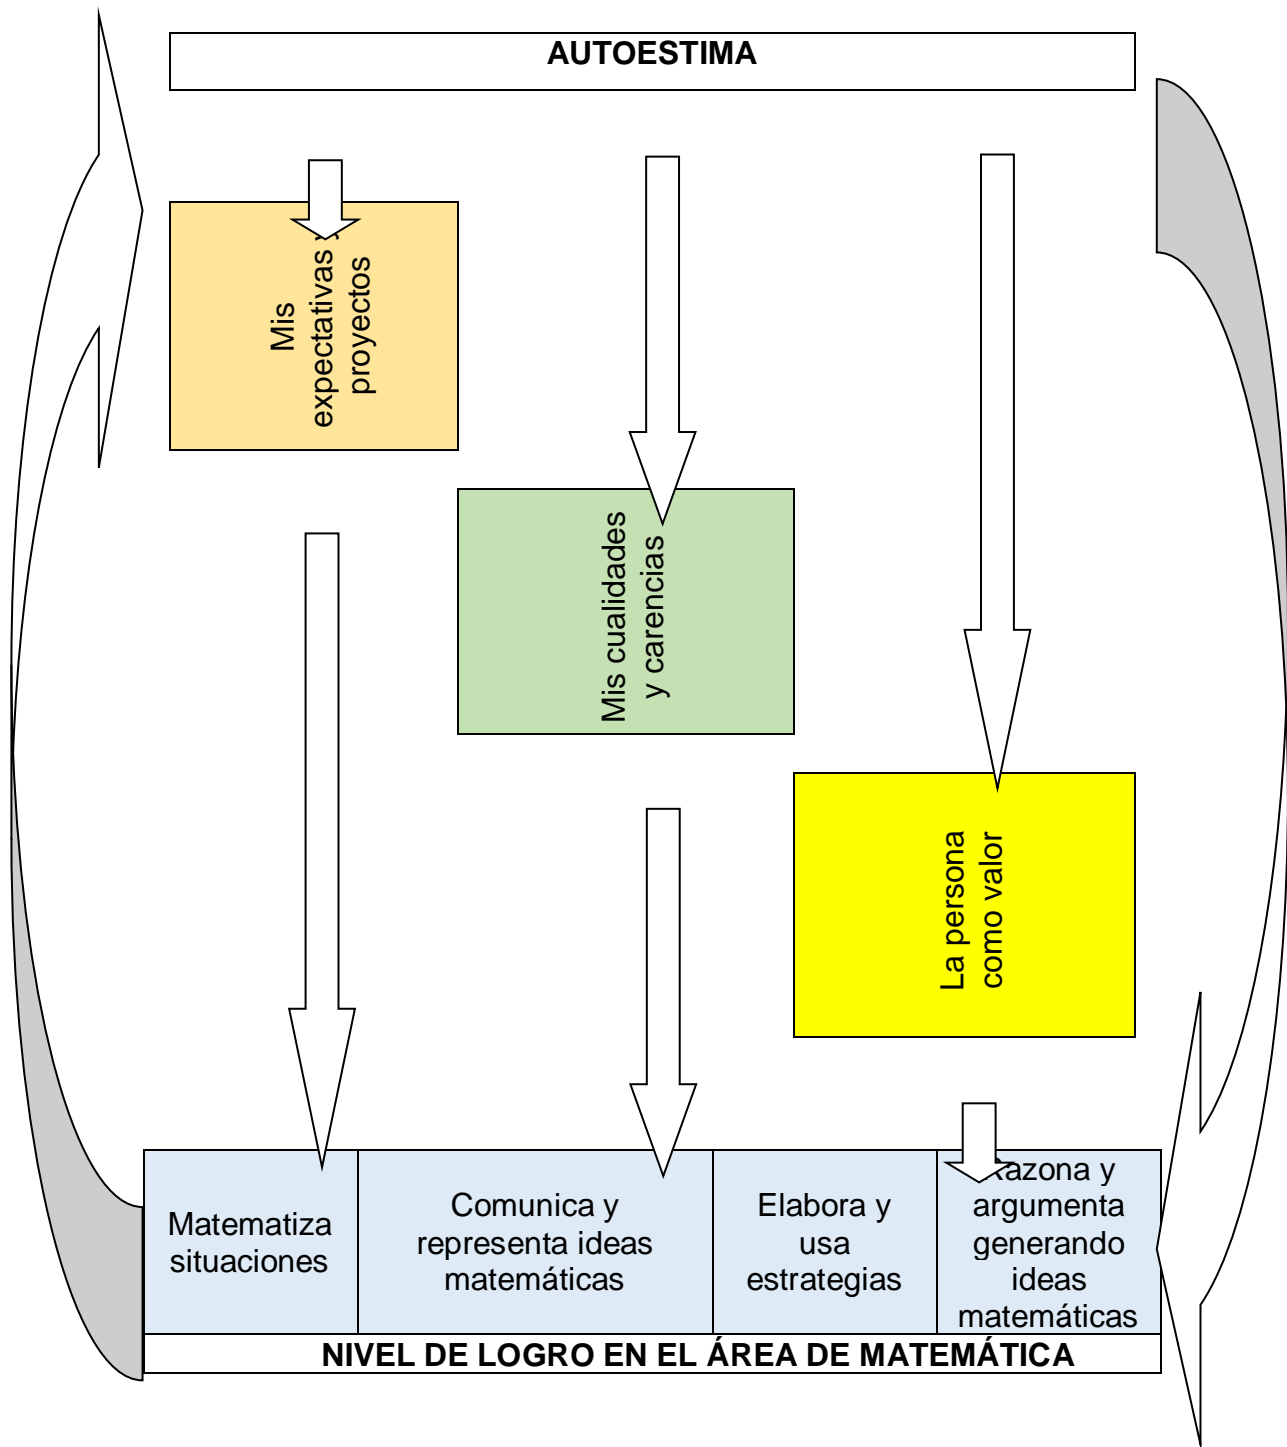 AUTOESTIMA
Mis
expectativas y
proyectos
Mis cualidades
y carencias
La persona
como valor
Matematiza
situaciones
Comunica y
representa ideas
matemáticas
Elabora y
usa
estrategias
Razona y
argumenta
generando
ideas
matemáticas
NIVEL DE LOGRO EN EL ÁREA DE MATEMÁTICA